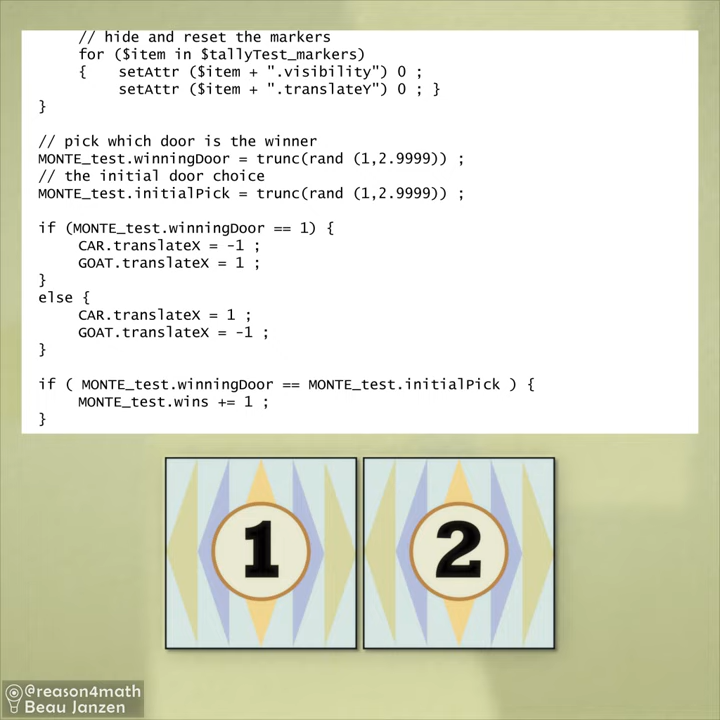 // hide and reset the markers
for ($item in $tallyTest_markers)
{ setAttr ($item + ".visibility") 0 ;
setAttr ($item + ".translateY") 0 ; }
}
// pick which door is the winner
MONTE_test.winningDoor = trunc(rand (1,2.9999)) ;
// the initial door choice
MONTE_test.initialPick = trunc(rand (1,2.9999)) ;
if (MONTE_test.winningDoor == 1) {
CAR.translateX = -1 ;
GOAT.translateX = 1 ;
}
else {
CAR.translateX = 1 ;
GOAT.translateX = -1 ;
}
if ( MONTE_test.winningDoor == MONTE_test.initialPick ) {
MONTE_test.wins += 1 ;
}
1 2
@reason4math
Beau Janzen